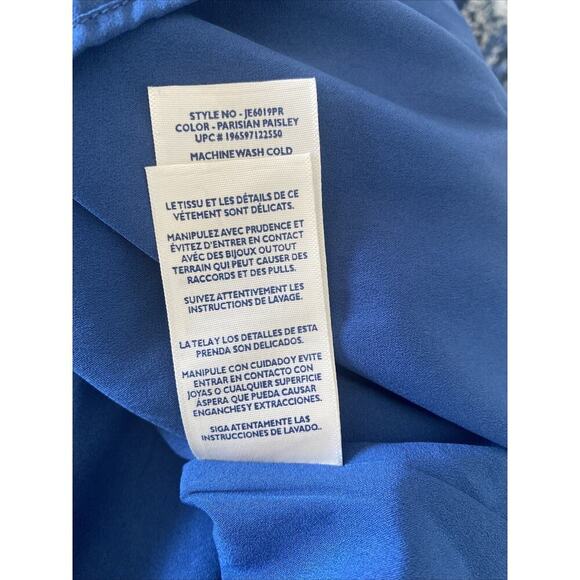 STYLE NO - JE6019PR
COLOR - PARISIAN PAISLEY
UPC # 196597122550
MACHINE WASH COLD
LE TISSU ET LES DÉTAILS DE CE
VÊTEMENT SONT DÉLICATS.
MANIPULEZ AVEC PRUDENCE ET
ÉVITEZ D'ENTRER EN CONTACT
AVÉC DES BIJOUX OU TOUT
TERRAIN QUI PEUT CAUSER DES
RACCORDS ET DES PULLS.
SUIVEZ ATTENTIVEMENT LES
INSTRUCTIONS DE LAVAGE.
LA TELA Y LOS DETALLES DE ESTA
PRENDA SON DELICADOS.
MANIPULE CON CUIDADO Y EVITE
ENTRAR EN CONTACTO CON
JOYAS O CUALQUIER SUPERFICIE
ÁSPERA QUE PUEDA CAUSAR
ENGANCHES Y EXTRACCIONES.
SIGA ATENTAMENTE LAS
INSTRUCCIONES DE LAVADO..